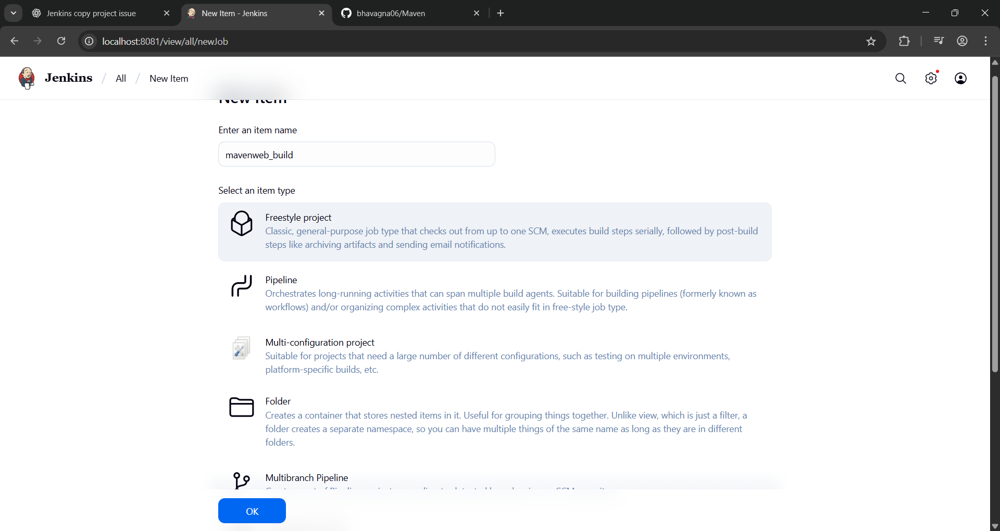 Jenkins copy project issue
New Item - Jenkins
bhavagna06/Maven
localhost:8081/view/all/newJob
Jenkins / All / New Item
New Item
Enter an item name
mavenweb_build
Select an item type
Freestyle project
Classic, general-purpose job type that checks out from up to one SCM, executes build steps serially, followed by post-build
steps like archiving artifacts and sending email notifications.
Pipeline
Orchestrates long-running activities that can span multiple build agents. Suitable for building pipelines (formerly known as
workflows) and/or organizing complex activities that do not easily fit in free-style job type.
Multi-configuration project
Suitable for projects that need a large number of different configurations, such as testing on multiple environments,
platform-specific builds, etc.
Folder
Creates a container that stores nested items in it. Useful for grouping things together. Unlike view, which is just a filter, a
folder creates a separate namespace, so you can have multiple things of the same name as long as they are in different
folders.
Multibranch Pipeline
OK